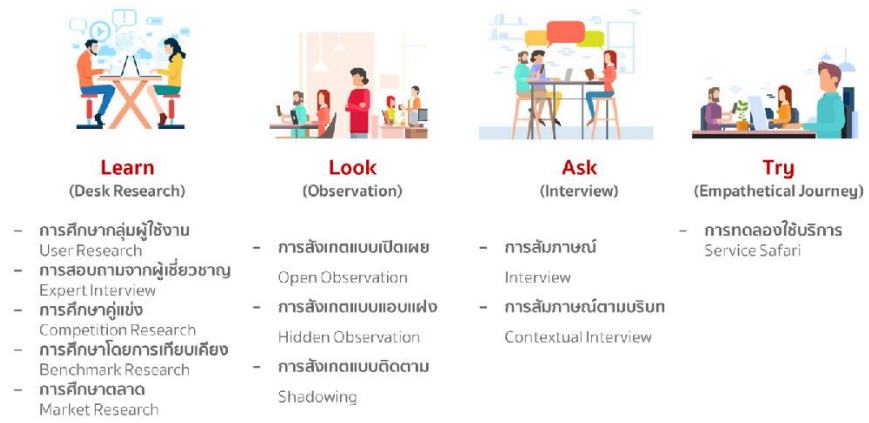 Learn
(Desk Research)
- การศึกษากลุ่มผู้ใช้งาน
User Research
- การสอบถามจากผู้เชี่ยวชาญ
Expert Interview
- การศึกษาคู่แข่ง
Competition Research
- การศึกษาโดยการเทียบเคียง
Benchmark Research
- การศึกษาตลาด
Market Research
Look
(Observation)
- การสังเกตแบบเปิดเผย
Open Observation
- การสังเกตแบบแอบแฝง
Hidden Observation
- การสังเกตแบบติดตาม
Shadowing
Ask
(Interview)
- การสัมภาษณ์
Interview
- การสัมภาษณ์ตามบริบท
Contextual Interview
Try
(Empathetical Journey)
- การทดลองใช้บริการ
Service Safari